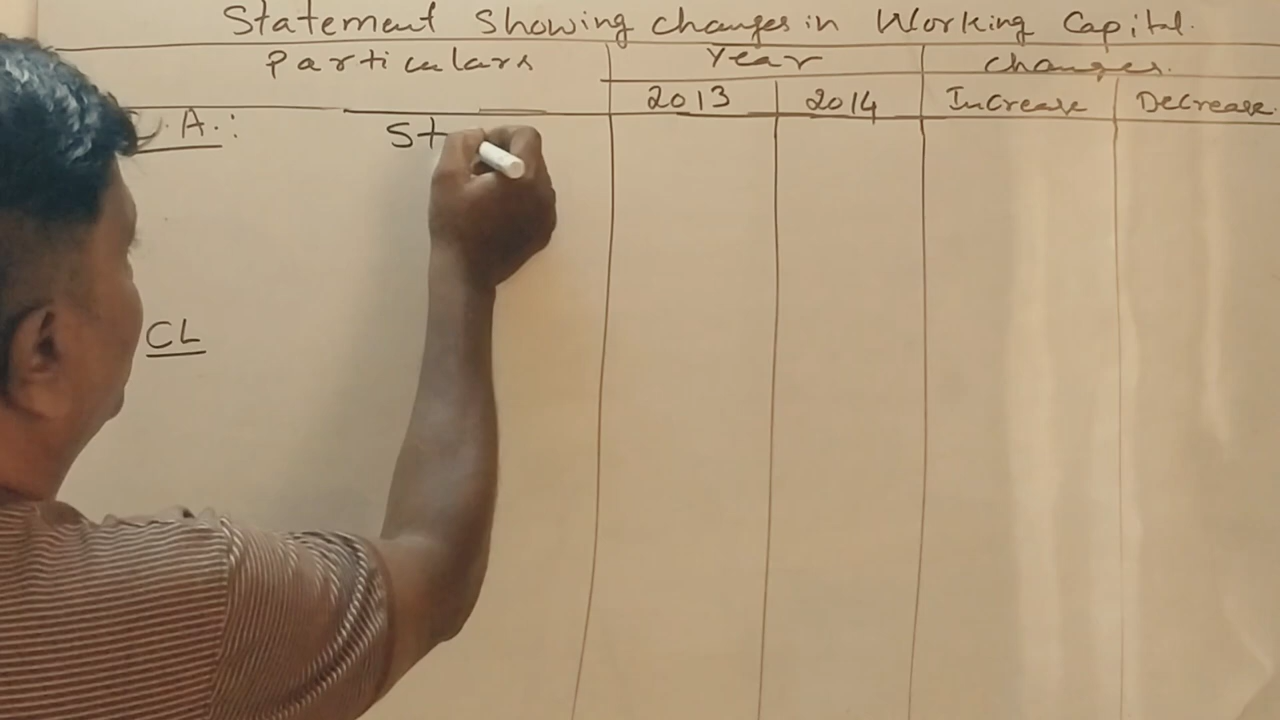 Statement Showing Changes in Working Capital.
Particulars Year Changes.
2013 2014 Increase Decrease
C.A.: St
CL